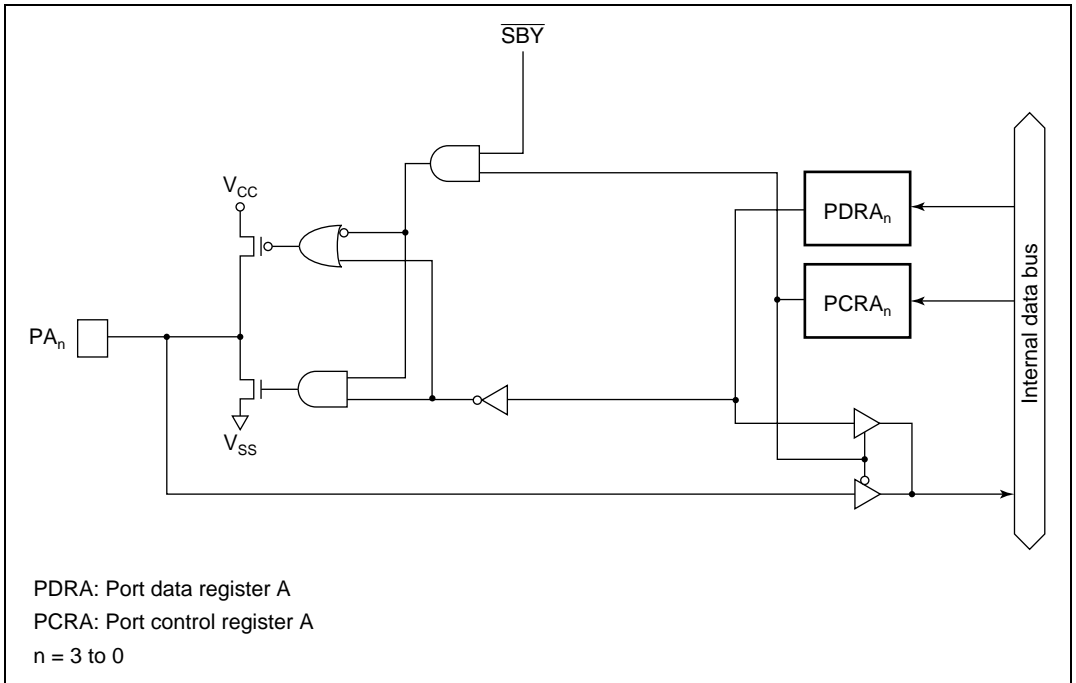 S̅B̅Y̅
V_CC
PDRA_n
PCRA_n
Internal data bus
PA_n
V_SS
PDRA: Port data register A
PCRA: Port control register A
n = 3 to 0